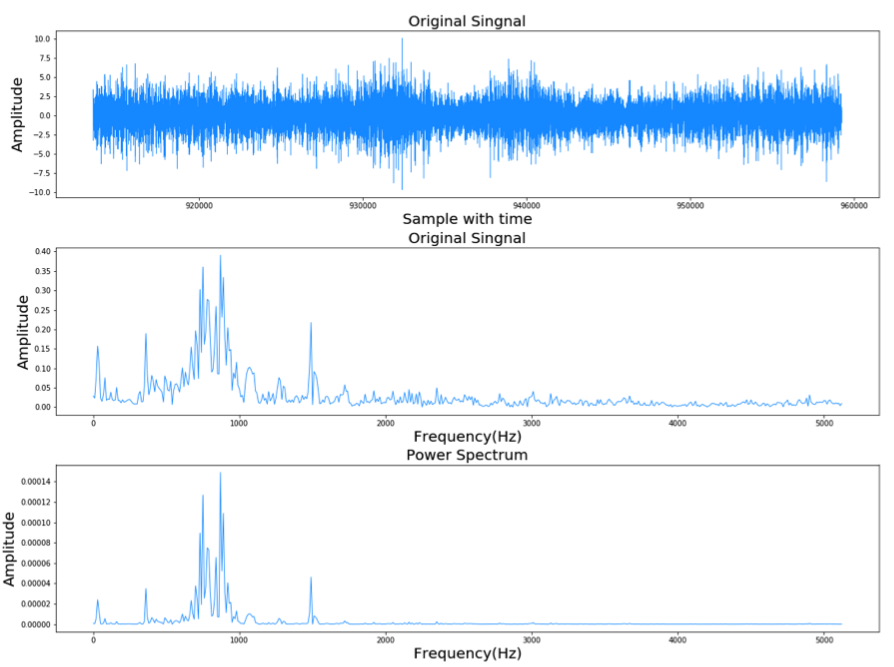 Original Singnal
10.0
7.5
5.0
2.5
0.0
−2.5
−5.0
−7.5
−10.0
Amplitude
920000 930000 940000 950000 960000
Sample with time
Original Singnal
0.40
0.35
0.30
0.25
0.20
0.15
0.10
0.05
0.00
Amplitude
0 1000 2000 3000 4000 5000
Frequency(Hz)
Power Spectrum
0.00014
0.00012
0.00010
0.00008
0.00006
0.00004
0.00002
0.00000
Amplitude
0 1000 2000 3000 4000 5000
Frequency(Hz)